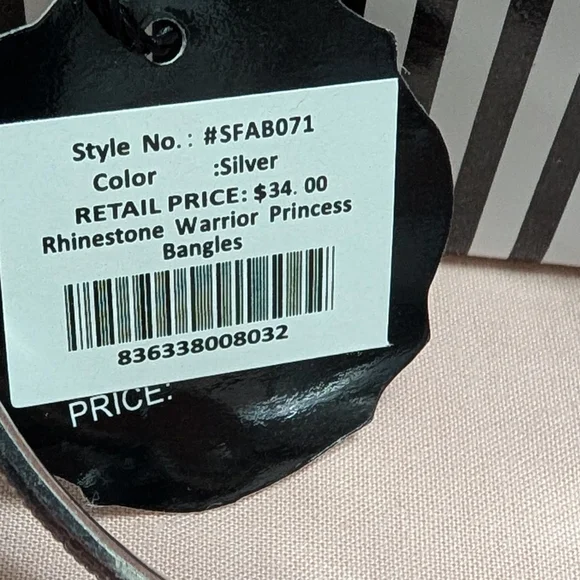 Style No.: #SFAB071
Color :Silver
RETAIL PRICE: $34. 00
Rhinestone Warrior Princess
Bangles
836338008032
PRICE: